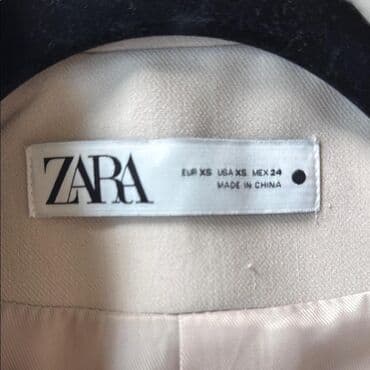 ZARA
EUR XS USA XS MEX 24
MADE IN CHINA